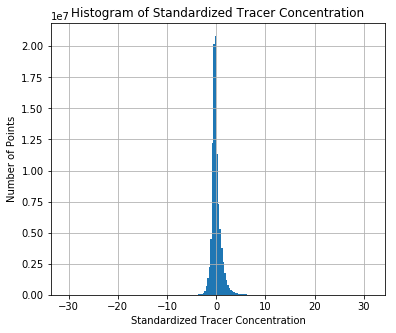 Histogram of Standardized Tracer Concentration
1e7
2.00
1.75
1.50
1.25
1.00
0.75
0.50
0.25
0.00
Number of Points
−30 −20 −10 0 10 20 30
Standardized Tracer Concentration